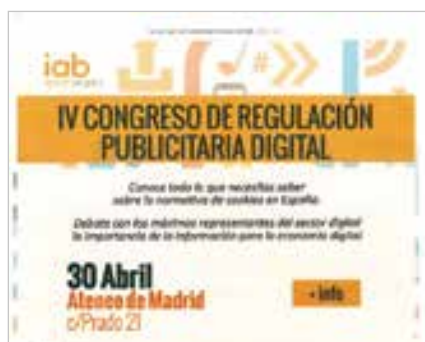 iab
IV CONGRESO DE REGULACIÓN
PUBLICITARIA DIGITAL
Conoce todo lo que necesitas saber
sobre la normativa de cookies en España.
Debate con los máximos representantes del sector digital
la importancia de la información para la economía digital
30 Abril
Ateneo de Madrid
c/Prado 21
+ info